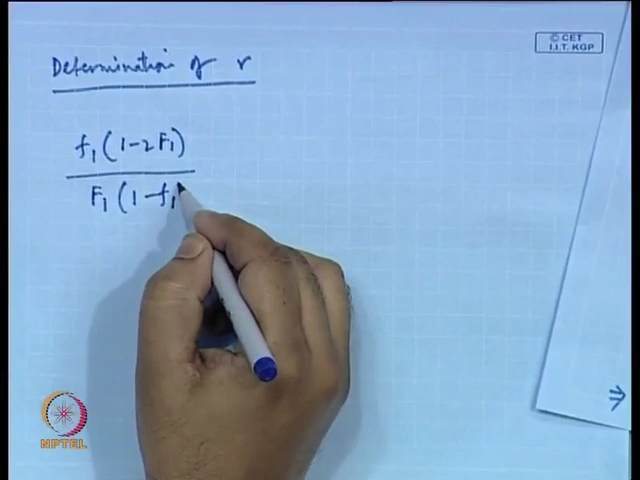 © CET
I.I.T. KGP
Determination of r
f₁(1-2F₁)
F₁(1-f₁
⇒
NPTEL